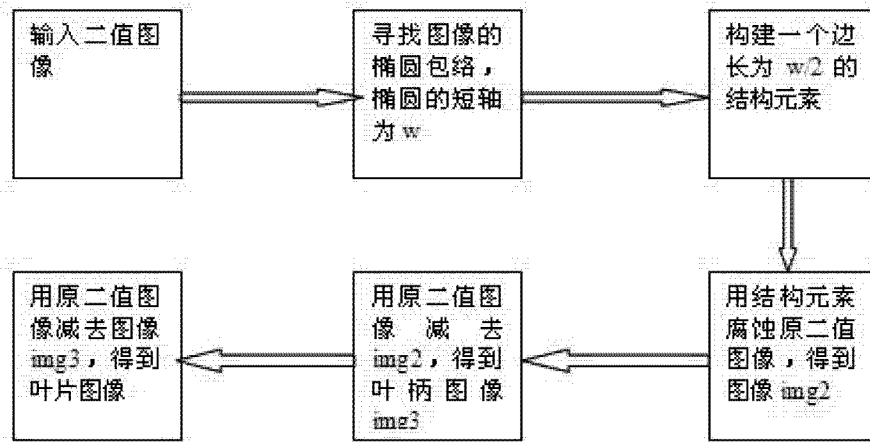 输入二值图
像
寻找图像的
椭圆包络，
椭圆的短轴
为 w
构建一个边
长为 w/2 的
结构元素
用结构元素
腐蚀原二值
图像，得到
图像 img2
用原二值图
像减去
img2，得到
叶柄图像
img3
用原二值图
像减去图像
img3，得到
叶片图像